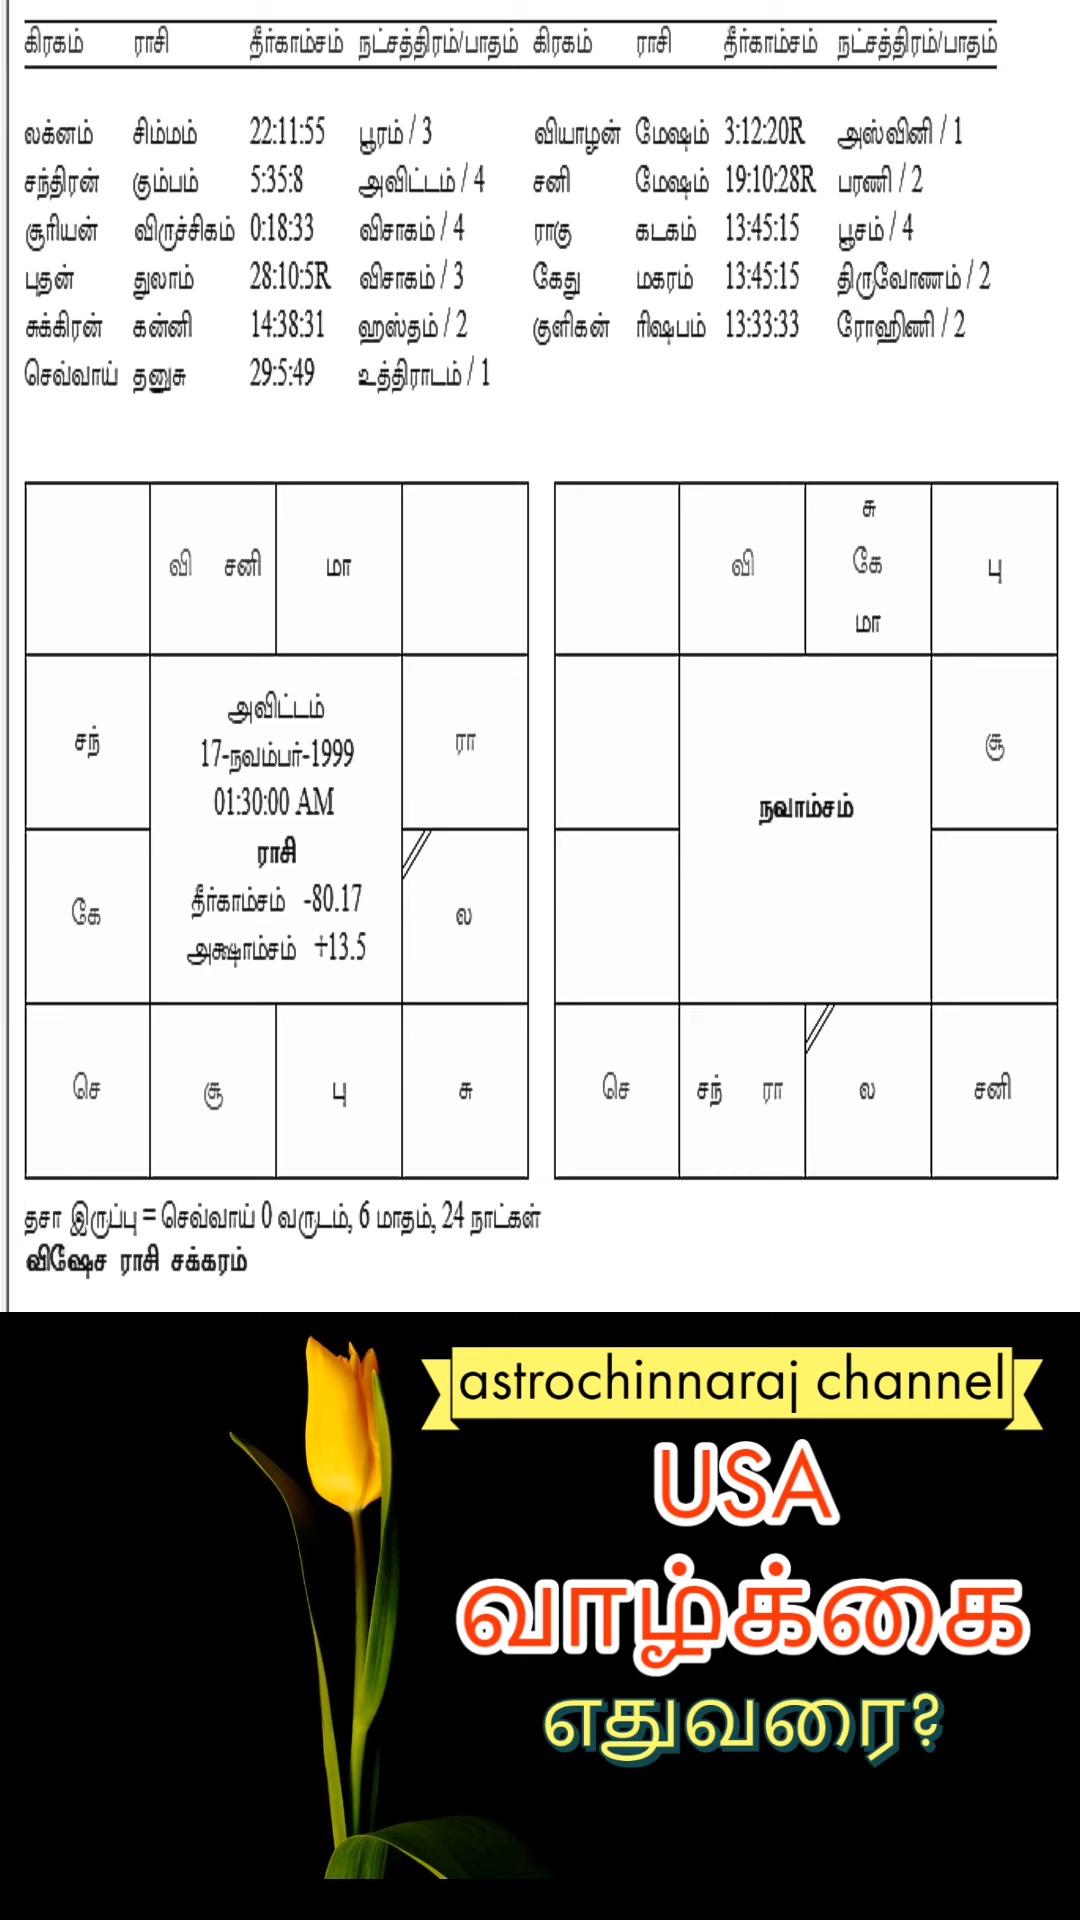 கிரகம் ராசி தீர்காம்சம் நட்சத்திரம்/பாதம் கிரகம் ராசி தீர்காம்சம் நட்சத்திரம்/பாதம்
லக்னம் சிம்மம் 22:11:55 பூரம் / 3 வியாழன் மேஷம் 3:12:20R அஸ்வினி / 1
சந்திரன் கும்பம் 5:35:8 அவிட்டம் / 4 சனி மேஷம் 19:10:28R பரணி / 2
சூரியன் விருச்சிகம் 0:18:33 விசாகம் / 4 ராகு கடகம் 13:45:15 பூசம் / 4
புதன் துலாம் 28:10:5R விசாகம் / 3 கேது மகரம் 13:45:15 திருவோணம் / 2
சுக்கிரன் கன்னி 14:38:31 ஹஸ்தம் / 2 குளிகன் ரிஷபம் 13:33:33 ரோஹிணி / 2
செவ்வாய் தனுசு 29:5:49 உத்திராடம் / 1
வி சனி மா
சந்
ரா
கே
ல
செ சூ பு சு
அவிட்டம்
17-நவம்பர்-1999
01:30:00 AM
ராசி
தீர்காம்சம் -80.17
அக்ஷாம்சம் +13.5
வி
சு
கே
மா
பு
சூ
நவாம்சம்
செ சந் ரா ல சனி
தசா இருப்பு = செவ்வாய் 0 வருடம், 6 மாதம், 24 நாட்கள்
விஷேச ராசி சக்கரம்
astrochinnaraj channel
USA
வாழ்க்கை
எதுவரை?